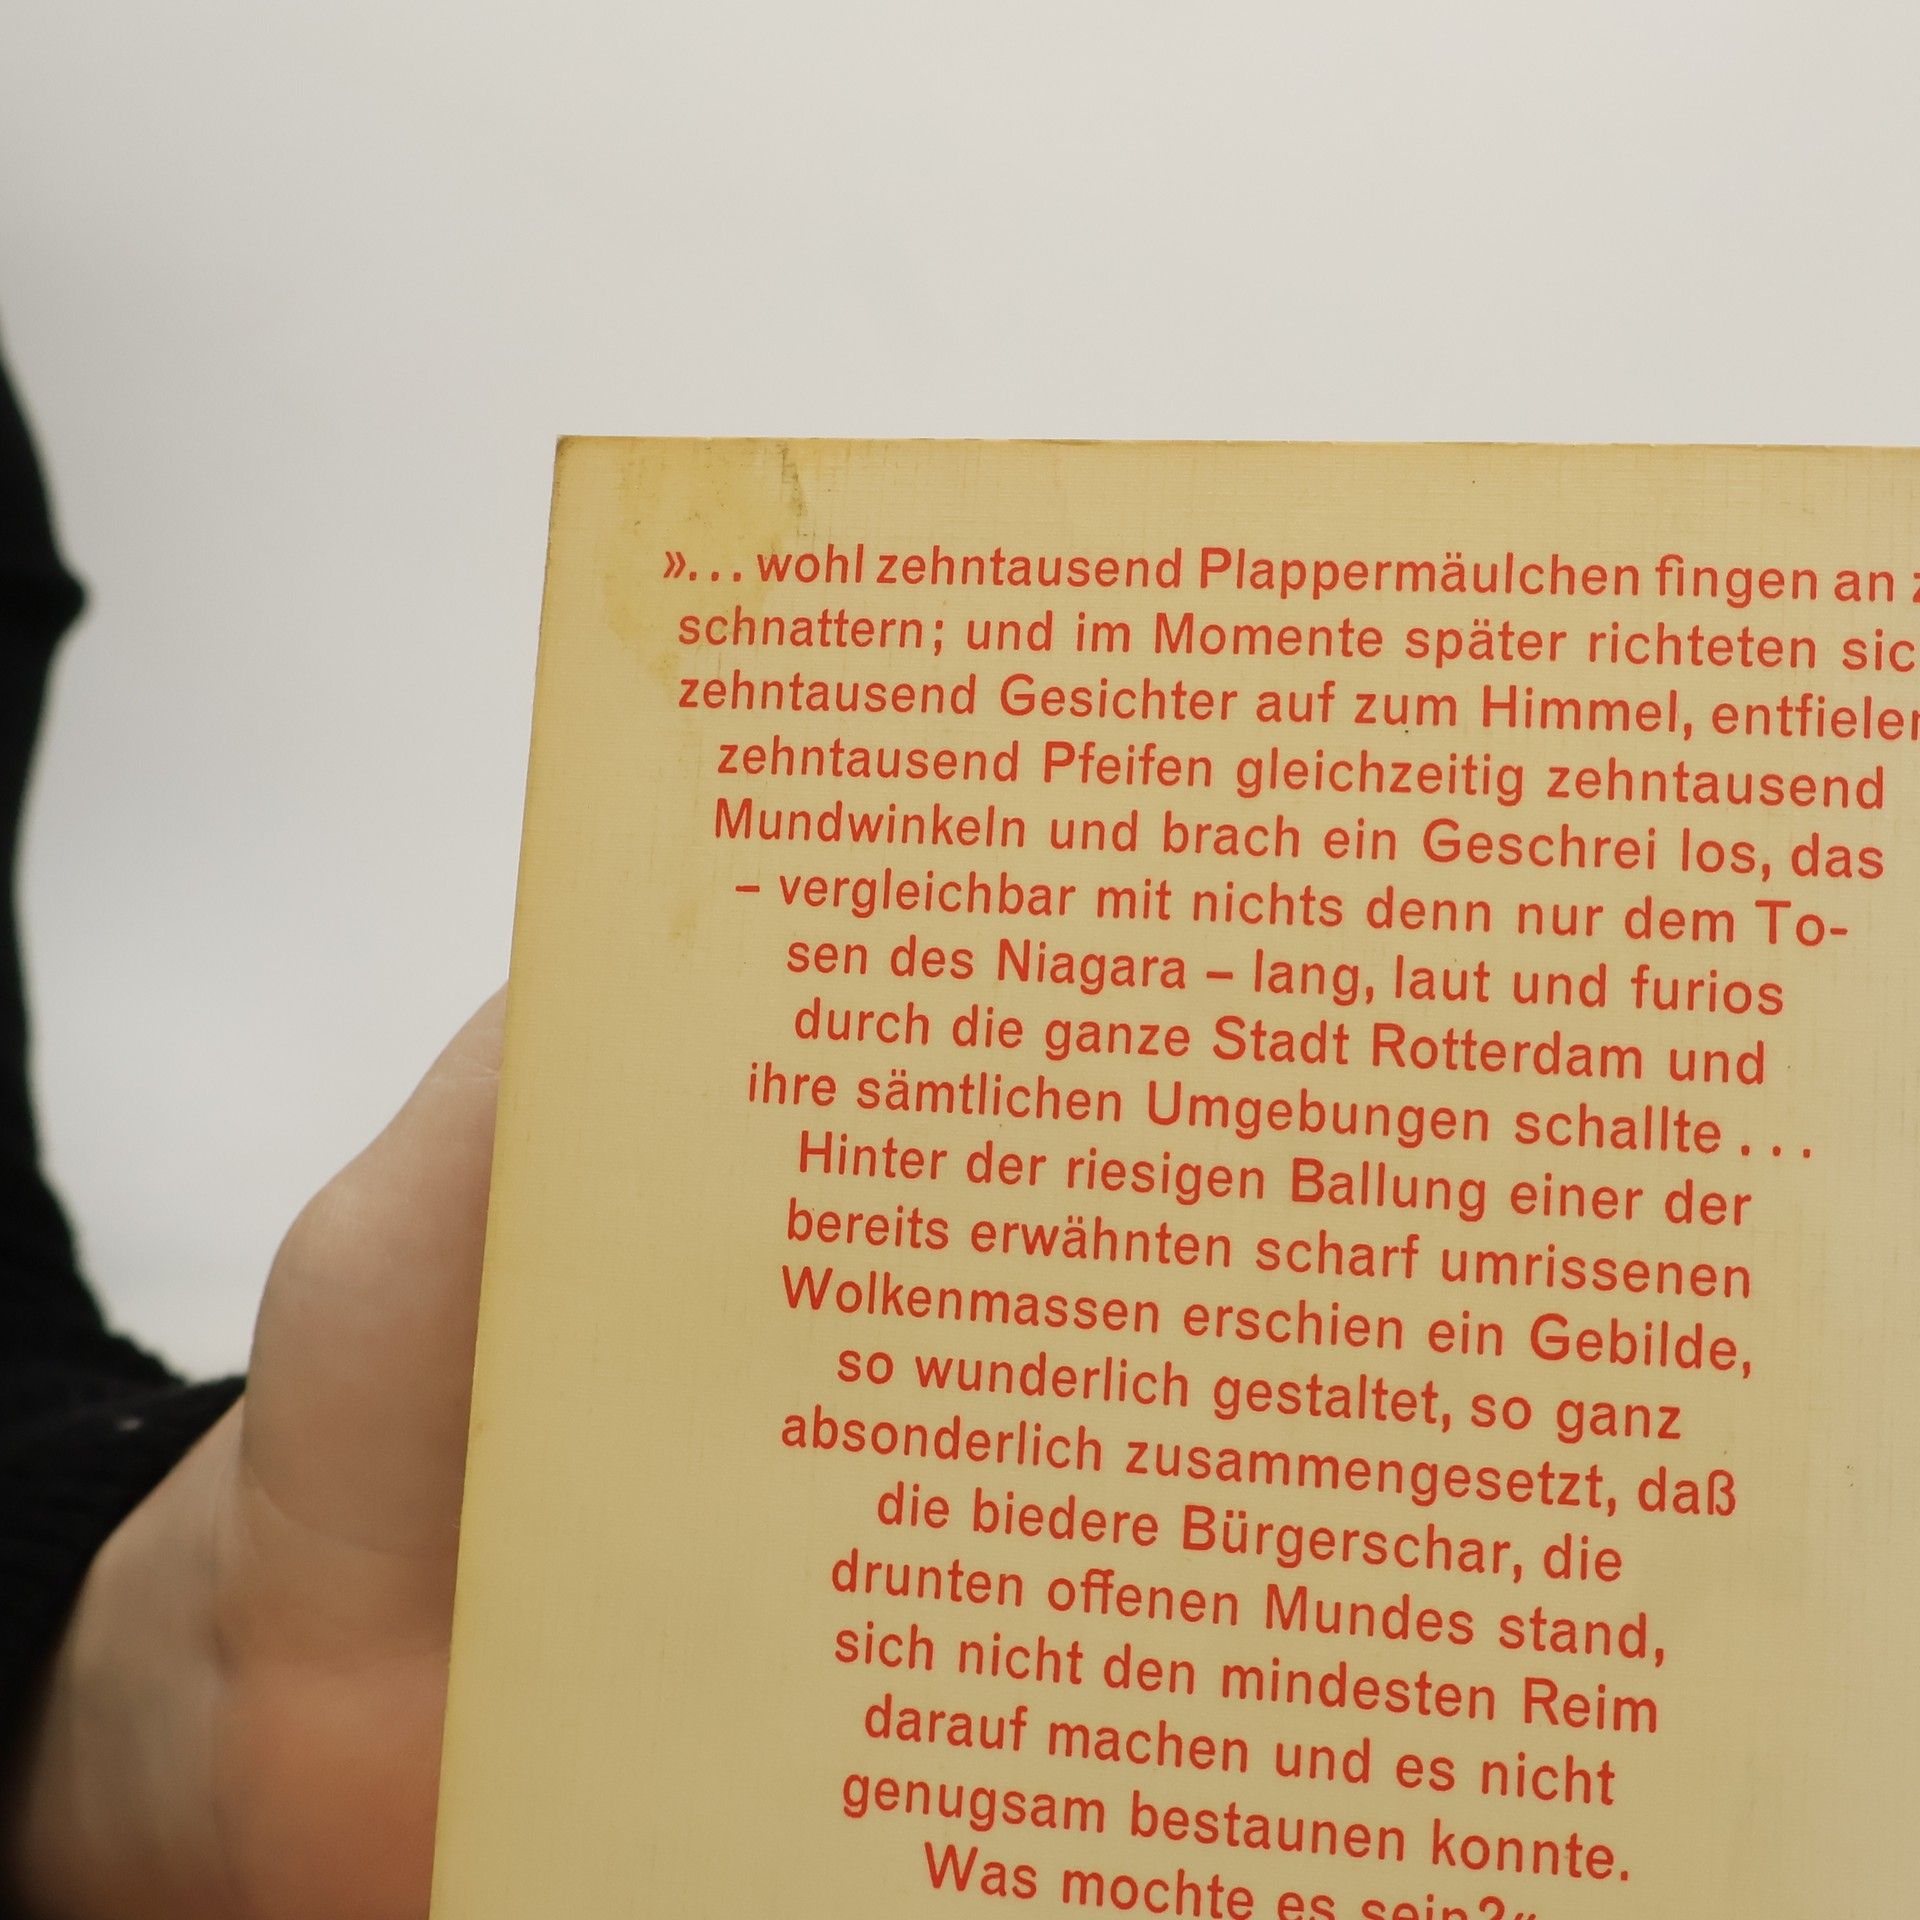 »... wohl zehntausend Plappermäulchen fingen an
schnattern; und im Momente später richteten
zehntausend Gesichter auf zum Himmel,
zehntausend Pfeifen gleichzeitig zehntausend
Mundwinkeln und brach ein Geschrei los, das
– vergleichbar mit nichts denn nur dem To-
sen des Niagara – lang, laut und furios
durch die ganze Stadt Rotterdam und
ihre sämtlichen Umgebungen schallte ...
Hinter der riesigen Ballung einer der
bereits erwähnten scharf umrissenen
Wolkenmassen erschien ein Gebilde,
so wunderlich gestaltet, so ganz
absonderlich zusammengesetzt, daß
die biedere Bürgerschar, die
drunten offenen Mundes stand,
sich nicht den mindesten Reim
darauf machen und es nicht
genugsam bestaunen konnte.
Was mochte es sein?«